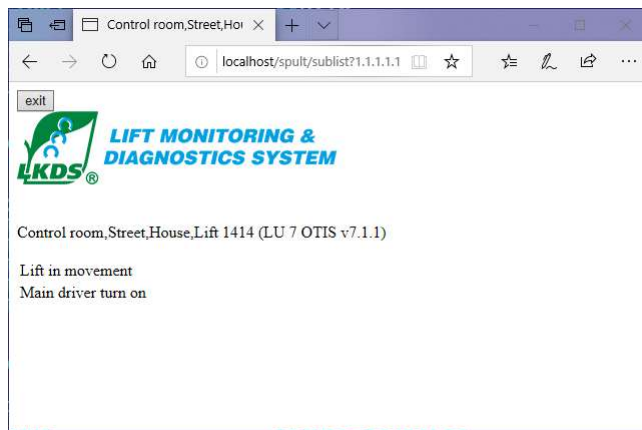 Control room,Street,Hou
localhost/spult/sublist?1.1.1.1.1
exit
LKDS ®
LIFT MONITORING &
DIAGNOSTICS SYSTEM
Control room,Street,House,Lift 1414 (LU 7 OTIS v7.1.1)
Lift in movement
Main driver turn on